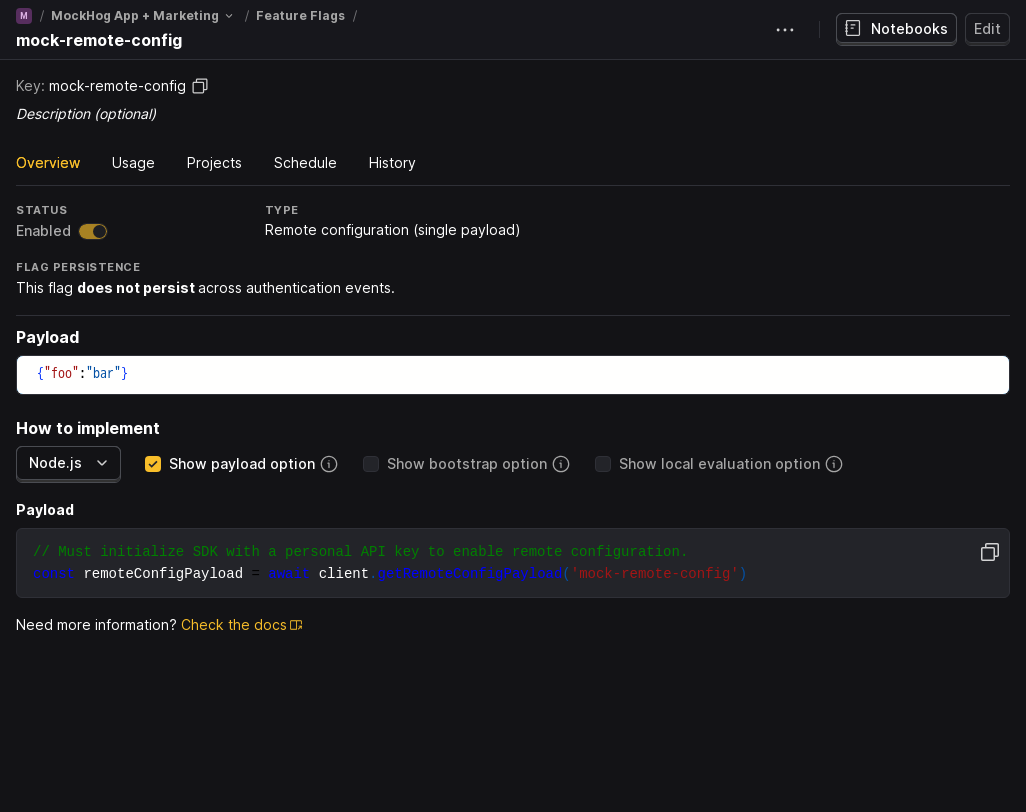 M / MockHog App + Marketing / Feature Flags /
mock-remote-config
Notebooks
Edit
Key: mock-remote-config
Description (optional)
Overview Usage Projects Schedule History
STATUS
Enabled
TYPE
Remote configuration (single payload)
FLAG PERSISTENCE
This flag does not persist across authentication events.
Payload
{"foo":"bar"}
How to implement
Node.js Show payload option Show bootstrap option Show local evaluation option
Payload
// Must initialize SDK with a personal API key to enable remote configuration.
const remoteConfigPayload = await client.getRemoteConfigPayload('mock-remote-config')
Need more information? Check the docs